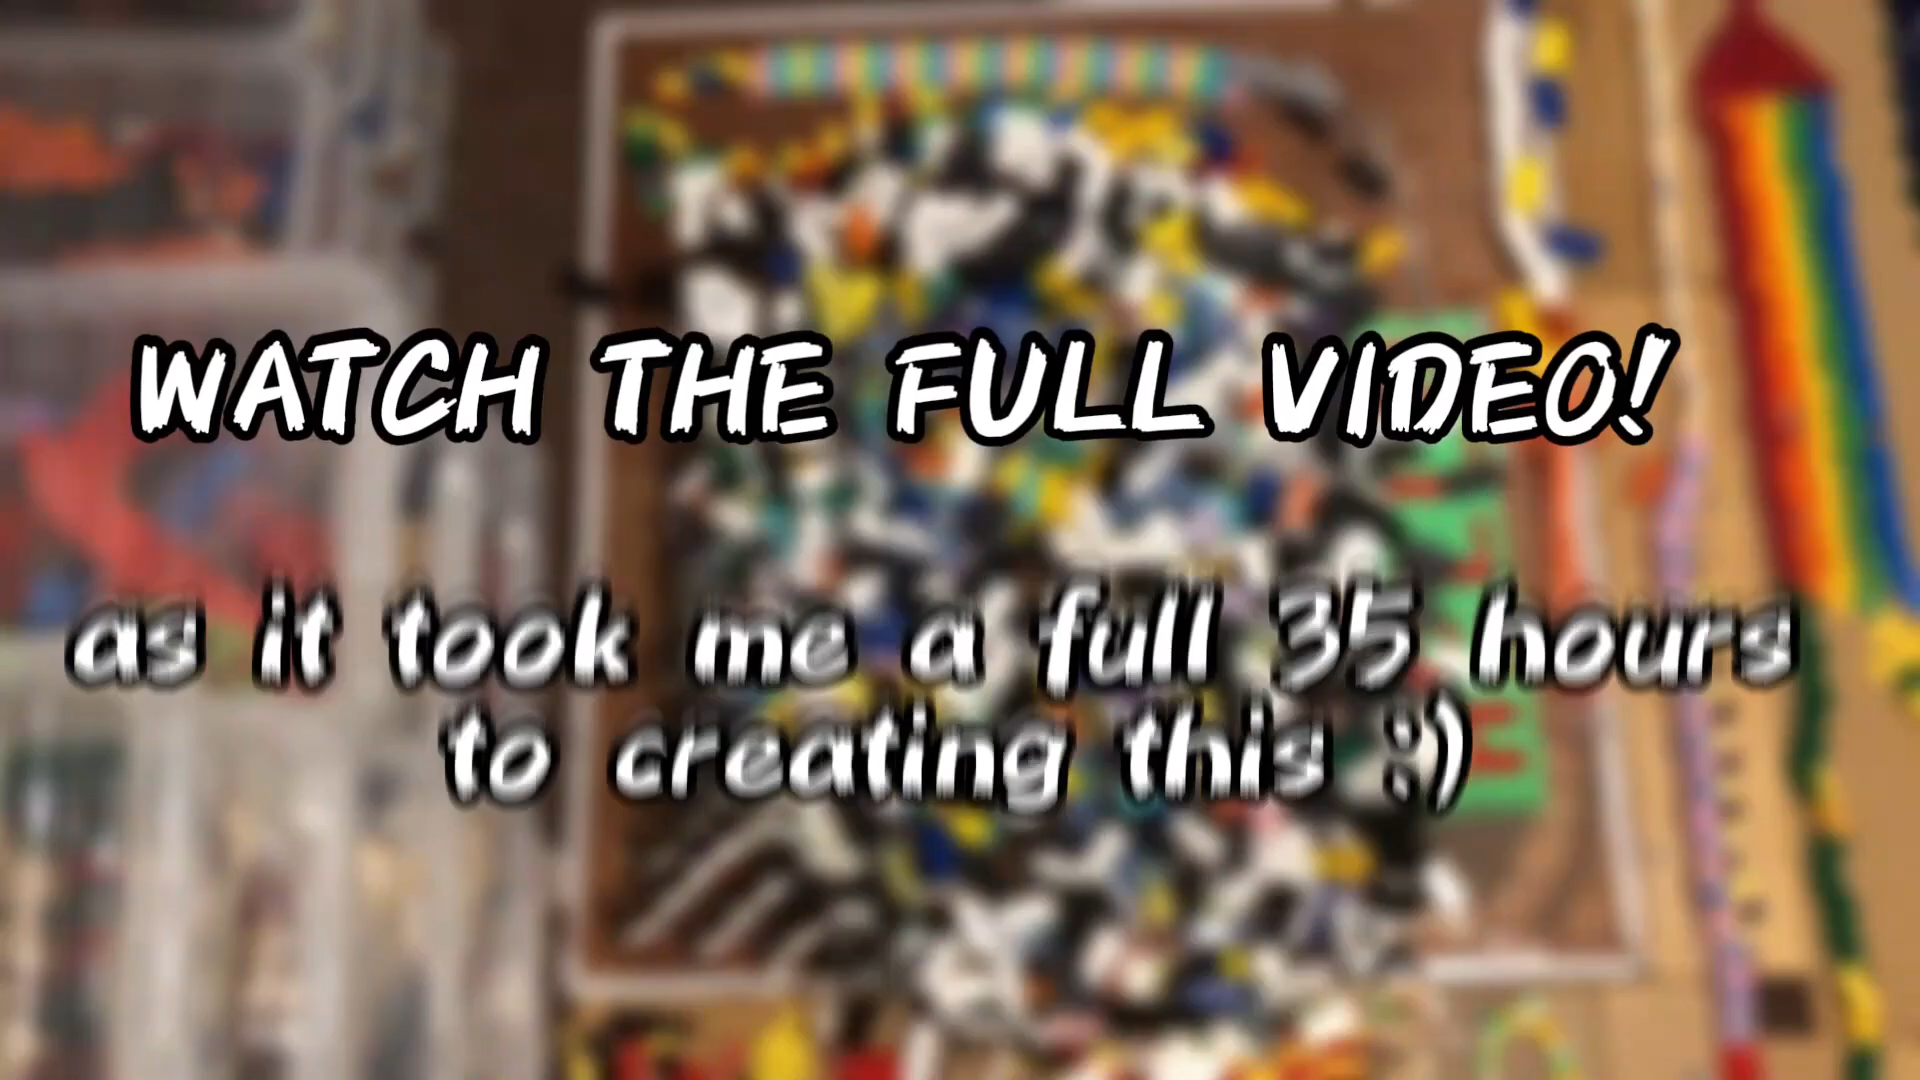 WATCH THE FULL VIDEO!
as it took me a full 35 hours
to creating this :)